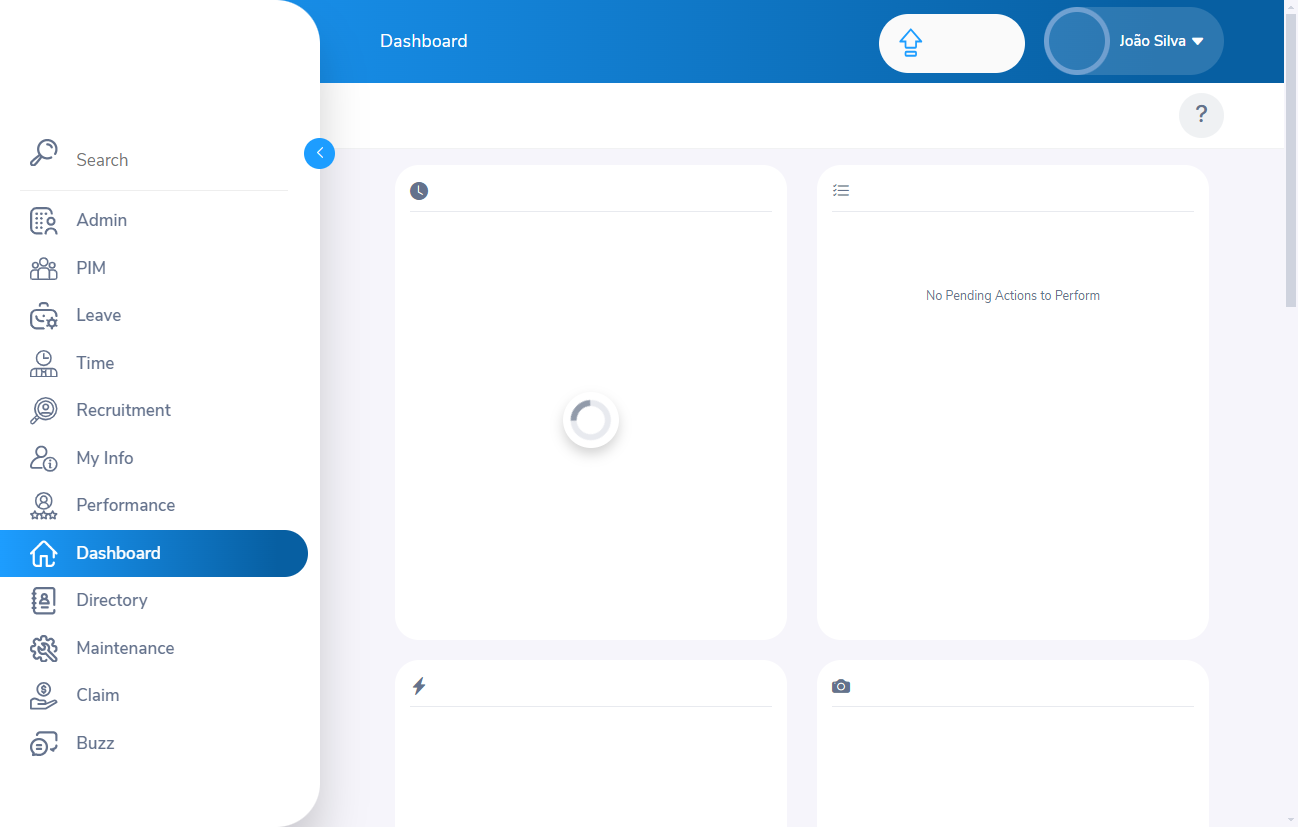 Dashboard
João Silva
?
Search
Admin
PIM
Leave
Time
Recruitment
My Info
Performance
Dashboard
Directory
Maintenance
Claim
Buzz
No Pending Actions to Perform